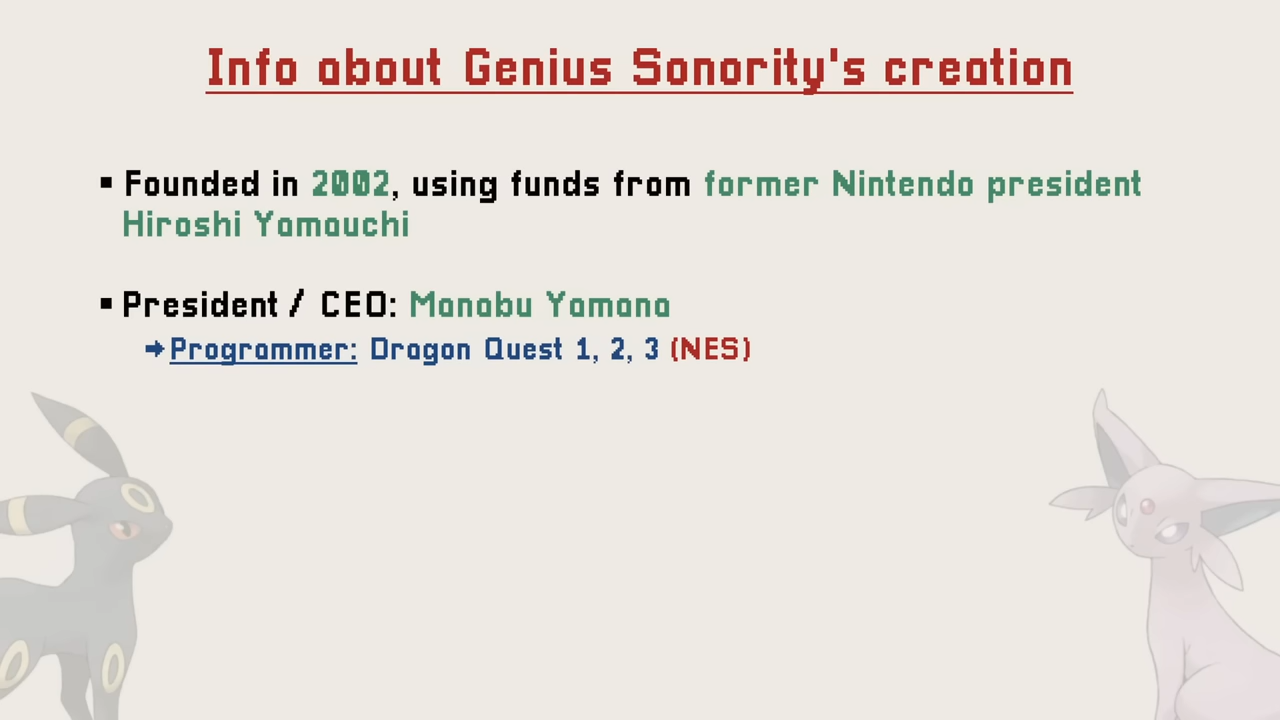 Info about Genius Sonority's creation
▪ Founded in 2002, using funds from former Nintendo president
Hiroshi Yamauchi
▪ President / CEO: Manabu Yamana
➜ Programmer: Dragon Quest 1, 2, 3 (NES)